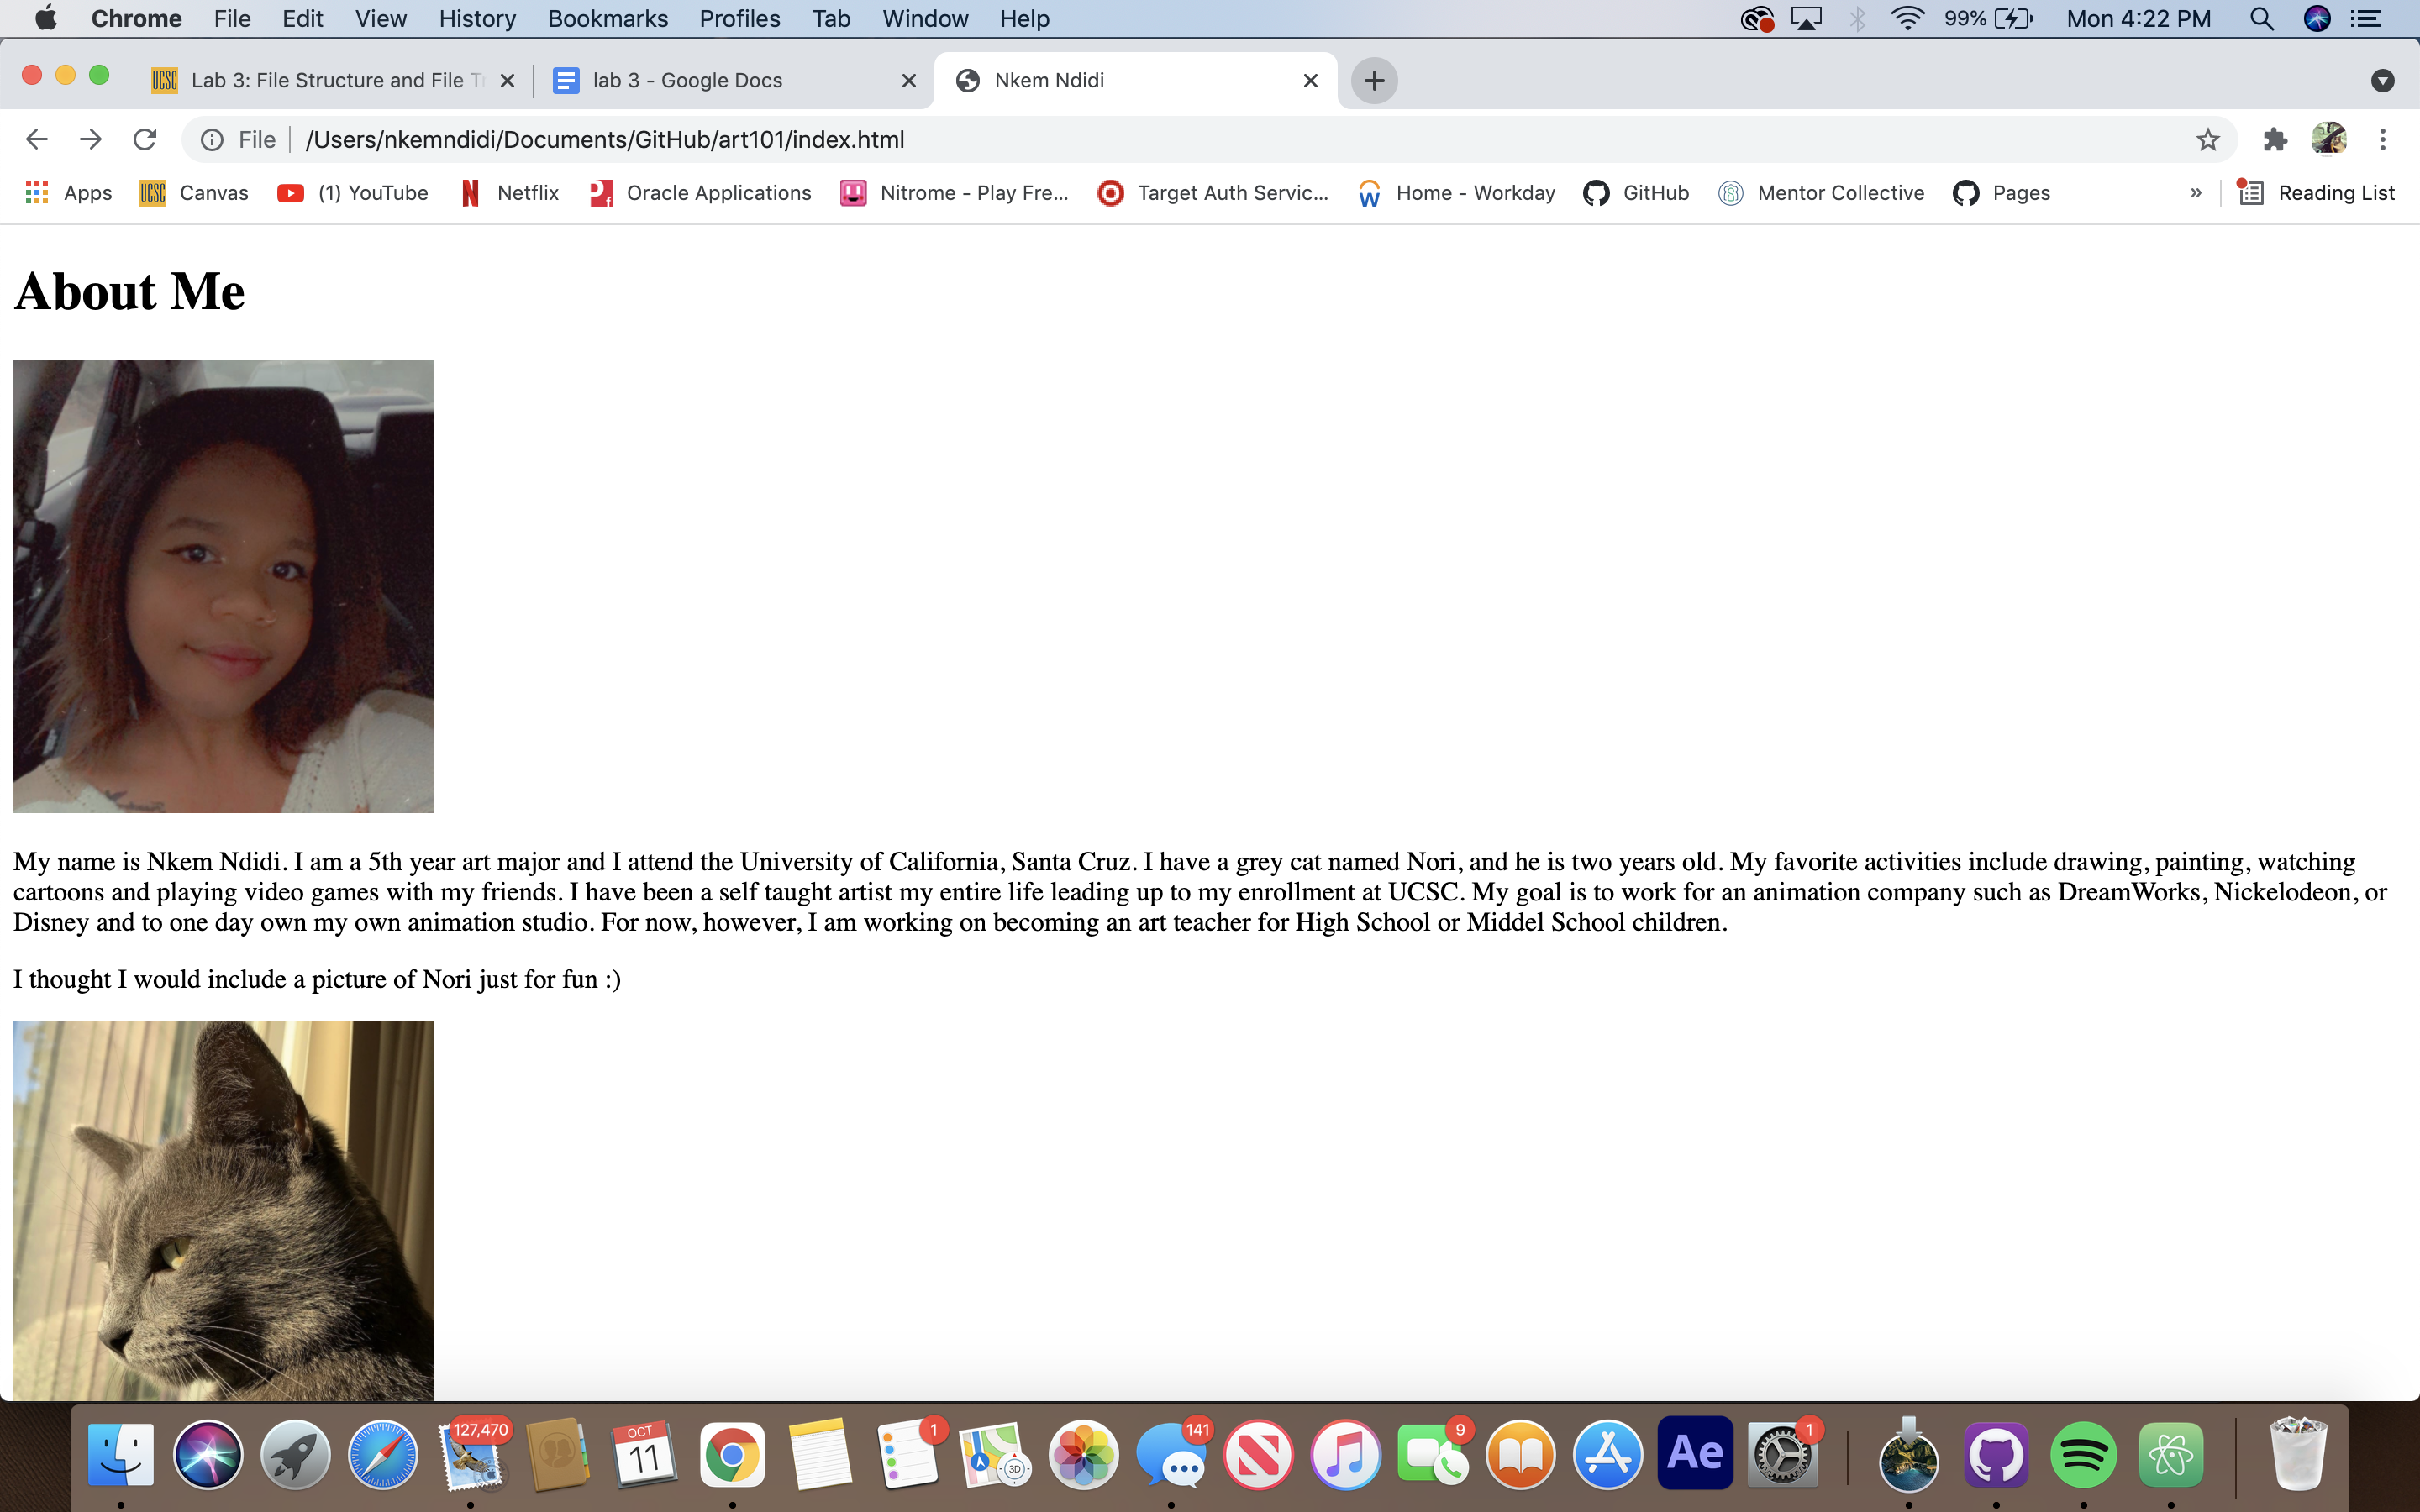 Chrome File Edit View History Bookmarks Profiles Tab Window Help 99% Mon 4:22 PM
UCSC Lab 3: File Structure and File Tr lab 3 - Google Docs Nkem Ndidi
File /Users/nkemndidi/Documents/GitHub/art101/index.html
Apps UCSC Canvas (1) YouTube Netflix Oracle Applications Nitrome - Play Fre... Target Auth Servic... Home - Workday GitHub Mentor Collective Pages » Reading List
About Me
My name is Nkem Ndidi. I am a 5th year art major and I attend the University of California, Santa Cruz. I have a grey cat named Nori, and he is two years old. My favorite activities include drawing, painting, watching
cartoons and playing video games with my friends. I have been a self taught artist my entire life leading up to my enrollment at UCSC. My goal is to work for an animation company such as DreamWorks, Nickelodeon, or
Disney and to one day own my own animation studio. For now, however, I am working on becoming an art teacher for High School or Middel School children.
I thought I would include a picture of Nori just for fun :)
127,470 OCT 11 1 3D 141 9 Ae 1